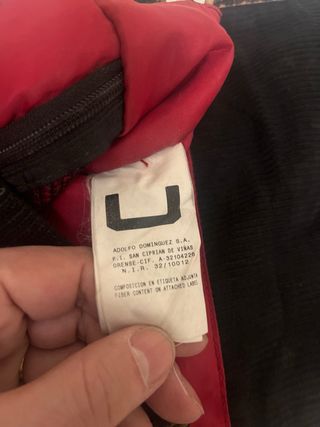 U
ADOLFO DOMINGUEZ S.A.
P.I. SAN CIPRIAN DE VIÑAS
ORENSE-CIF. A-32104226
N.I.R. 32/10012
COMPOSICION EN ETIQUETA ADJUNTA
FIBER CONTENT ON ATTACHED LABEL